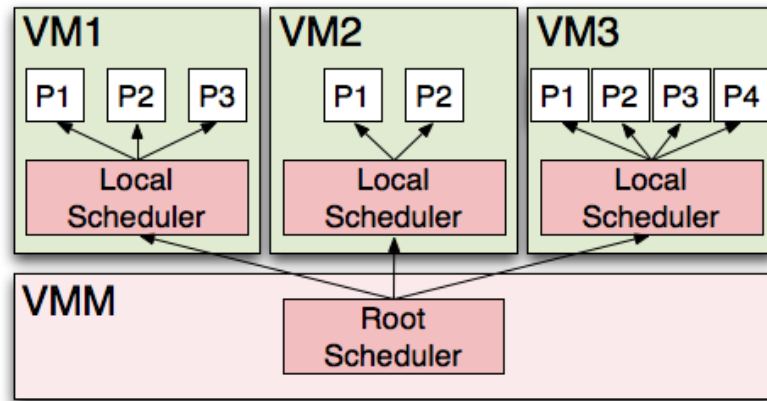 VM1
P1 P2 P3
Local
Scheduler
VM2
P1 P2
Local
Scheduler
VM3
P1 P2 P3 P4
Local
Scheduler
VMM
Root
Scheduler